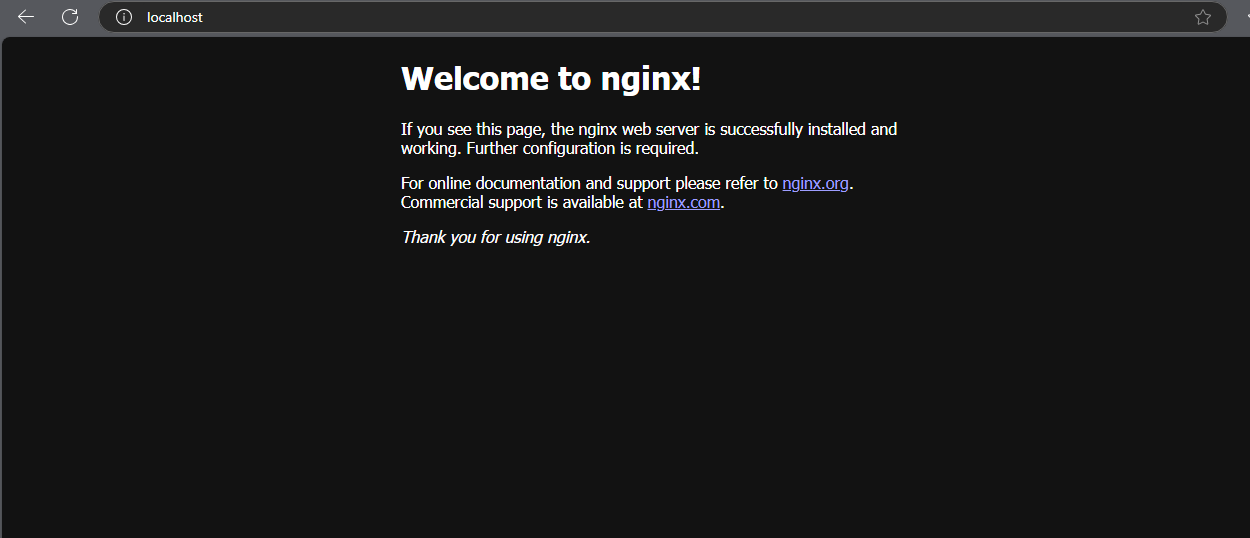 localhost
Welcome to nginx!
If you see this page, the nginx web server is successfully installed and
working. Further configuration is required.
For online documentation and support please refer to nginx.org.
Commercial support is available at nginx.com.
Thank you for using nginx.